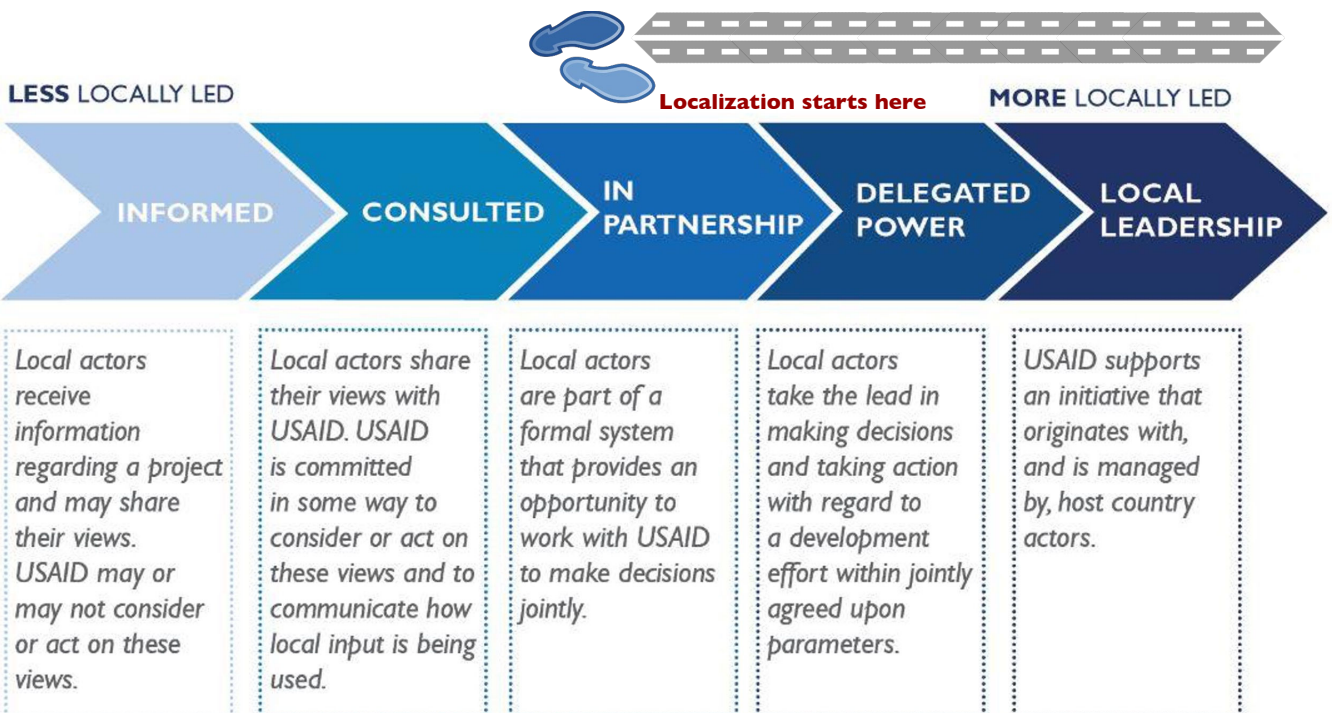 Localization starts here
LESS LOCALLY LED
MORE LOCALLY LED
INFORMED
CONSULTED
IN
PARTNERSHIP
DELEGATED
POWER
LOCAL
LEADERSHIP
Local actors
receive
information
regarding a project
and may share
their views.
USAID may or
may not consider
or act on these
views.
Local actors share
their views with
USAID. USAID
is committed
in some way to
consider or act on
these views and to
communicate how
local input is being
used.
Local actors
are part of a
formal system
that provides an
opportunity to
work with USAID
to make decisions
jointly.
Local actors
take the lead in
making decisions
and taking action
with regard to
a development
effort within jointly
agreed upon
parameters.
USAID supports
an initiative that
originates with,
and is managed
by, host country
actors.